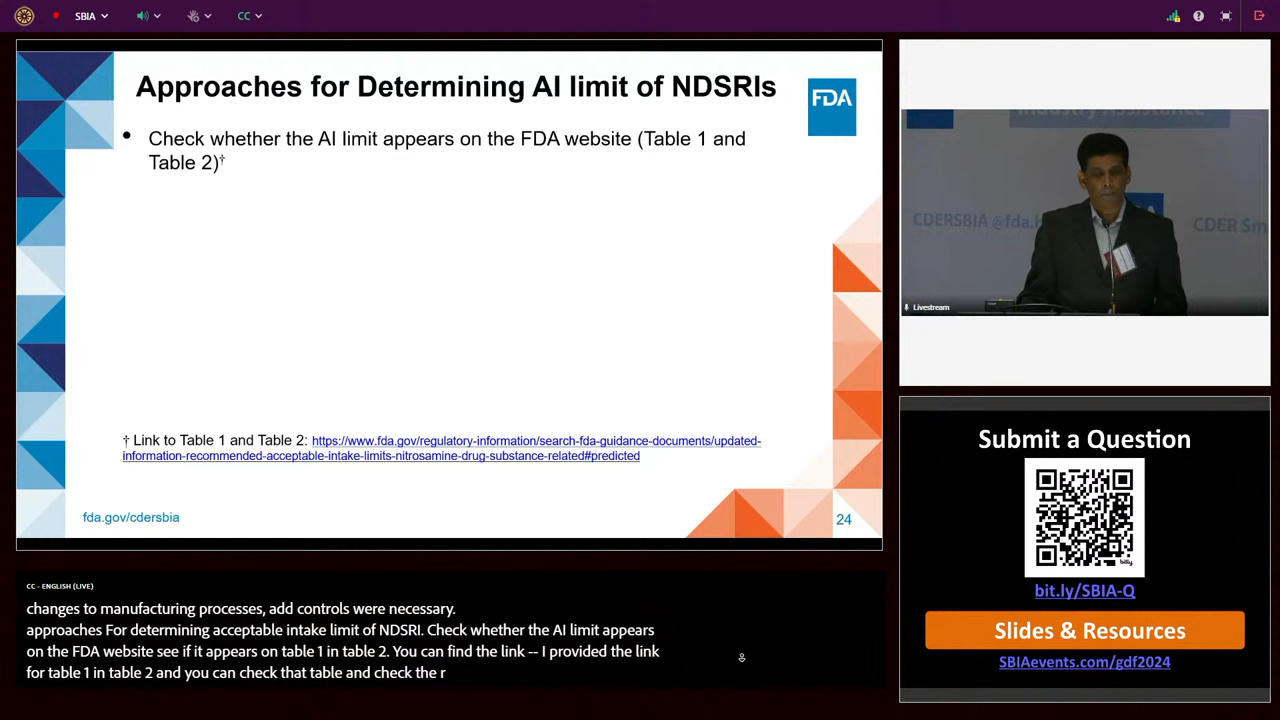 SBIA
CC
Approaches for Determining AI limit of NDSRIs
FDA
• Check whether the AI limit appears on the FDA website (Table 1 and
Table 2)†
† Link to Table 1 and Table 2: https://www.fda.gov/regulatory-information/search-fda-guidance-documents/updated-
information-recommended-acceptable-intake-limits-nitrosamine-drug-substance-related#predicted
fda.gov/cdersbia
24
CC - ENGLISH (LIVE)
changes to manufacturing processes, add controls were necessary.
approaches For determining acceptable intake limit of NDSRI. Check whether the AI limit appears
on the FDA website see if it appears on table 1 in table 2. You can find the link -- I provided the link
for table 1 in table 2 and you can check that table and check the r
Industry Assistance
CDERSBIA @fda.h
CDER Sm
Livestream
Submit a Question
bitly
bit.ly/SBIA-Q
Slides & Resources
SBIAevents.com/gdf2024